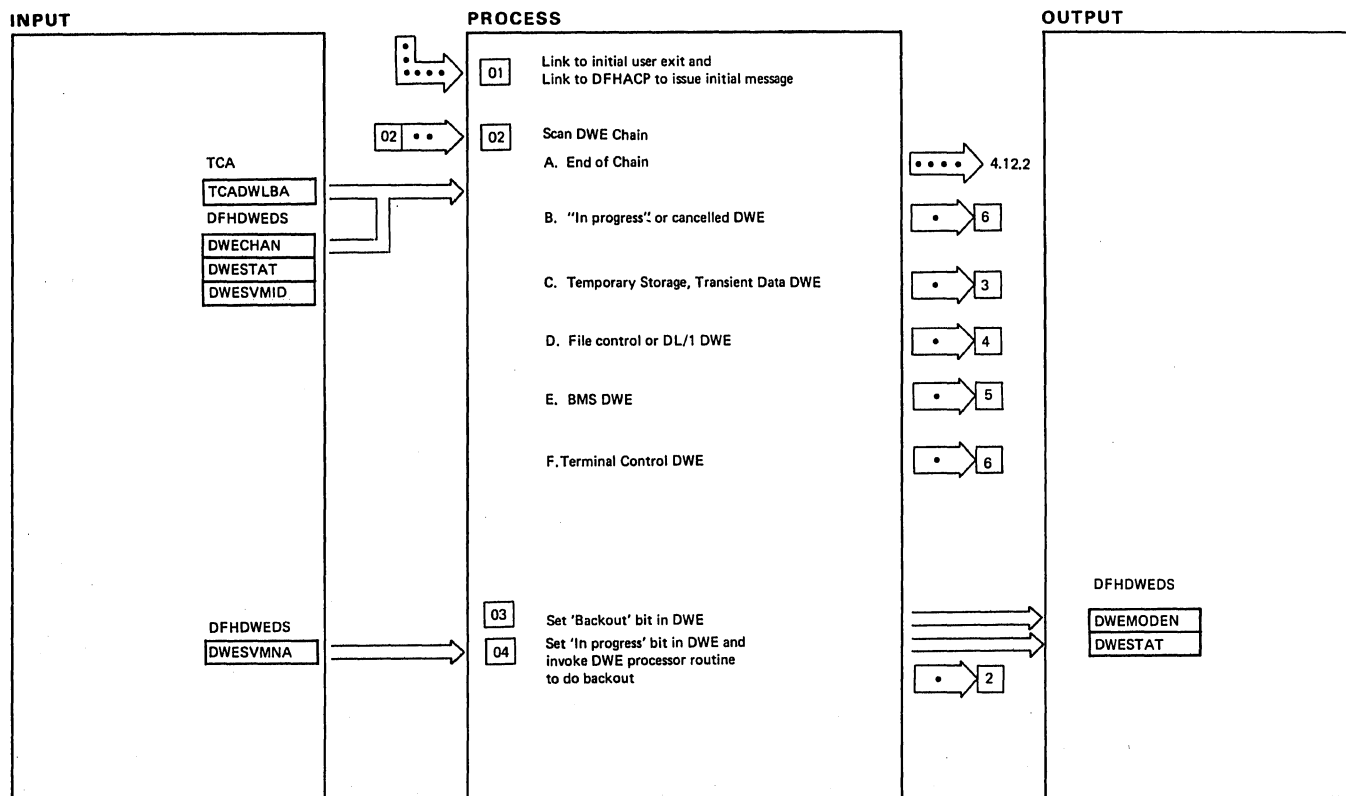 INPUT
PROCESS
OUTPUT
01
Link to initial user exit and
Link to DFHACP to issue initial message
02
02
Scan DWE Chain
TCA
A. End of Chain
4.12.2
TCADWLBA
DFHDWEDS
B. "In progress": or cancelled DWE
6
DWECHAN
DWESTAT
C. Temporary Storage, Transient Data DWE
3
DWESVMID
D. File control or DL/1 DWE
4
E. BMS DWE
5
F. Terminal Control DWE
6
DFHDWEDS
03
Set 'Backout' bit in DWE
DWEMODEN
DFHDWEDS
DWESVMNA
04
Set 'In progress' bit in DWE and
invoke DWE processor routine
to do backout
DWESTAT
2